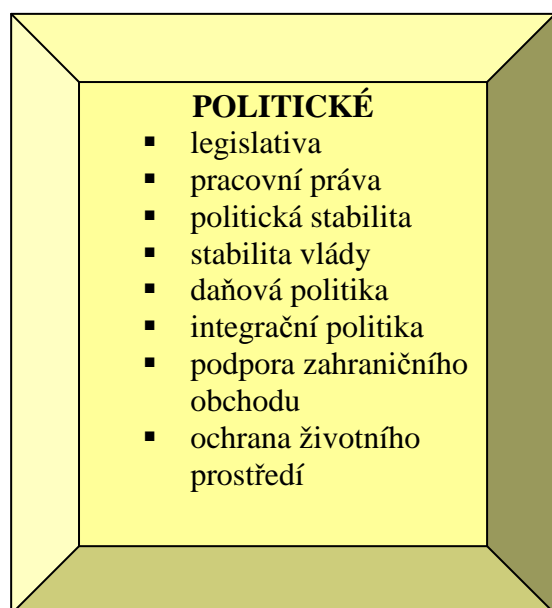 POLITICKÉ
▪ legislativa
▪ pracovní práva
▪ politická stabilita
▪ stabilita vlády
▪ daňová politika
▪ integrační politika
▪ podpora zahraničního
obchodu
▪ ochrana životního
prostředí